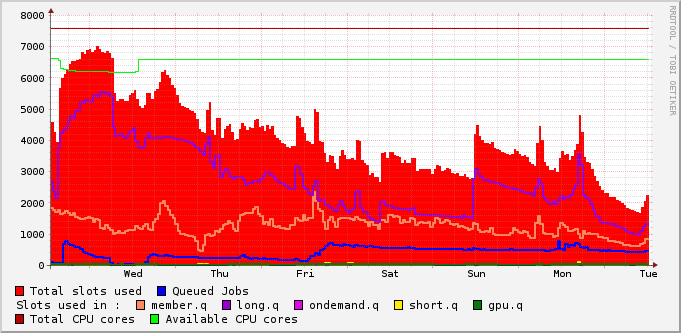 8000
7000
6000
5000
4000
3000
2000
1000
0
Wed Thu Fri Sat Sun Mon Tue
RRDTOOL / TOBI OETIKER
Total slots used Queued Jobs
Slots used in : member.q long.q ondemand.q short.q gpu.q
Total CPU cores Available CPU cores